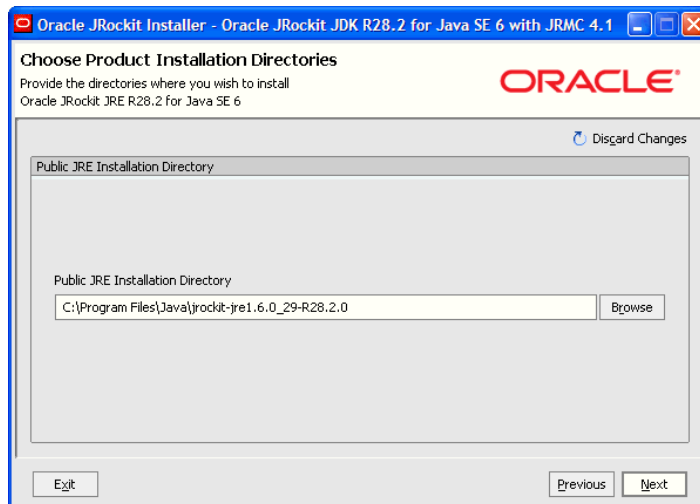 Oracle JRockit Installer - Oracle JRockit JDK R28.2 for Java SE 6 with JRMC 4.1
Choose Product Installation Directories
Provide the directories where you wish to install
Oracle JRockit JRE R28.2 for Java SE 6
ORACLE
Discard Changes
Public JRE Installation Directory
Public JRE Installation Directory
C:\Program Files\Java\jrockit-jre1.6.0_29-R28.2.0
Browse
Exit
Previous
Next